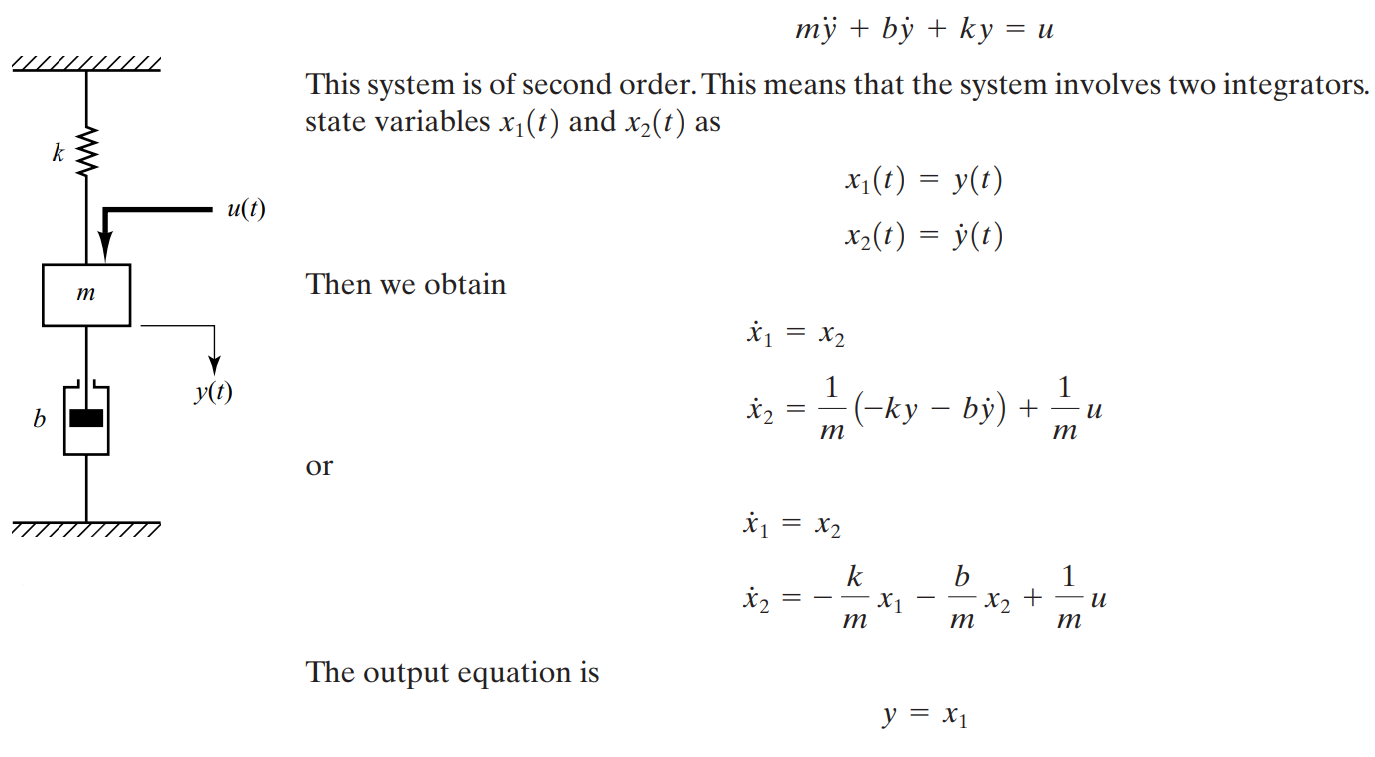 mÿ + bẏ + ky = u
This system is of second order. This means that the system involves two integrators.
state variables x₁(t) and x₂(t) as
x₁(t) = y(t)
x₂(t) = ẏ(t)
Then we obtain
ẋ₁ = x₂
ẋ₂ = 1/m (−ky − bẏ) + 1/m u
or
ẋ₁ = x₂
ẋ₂ = − k/m x₁ − b/m x₂ + 1/m u
The output equation is
y = x₁
k
u(t)
m
y(t)
b